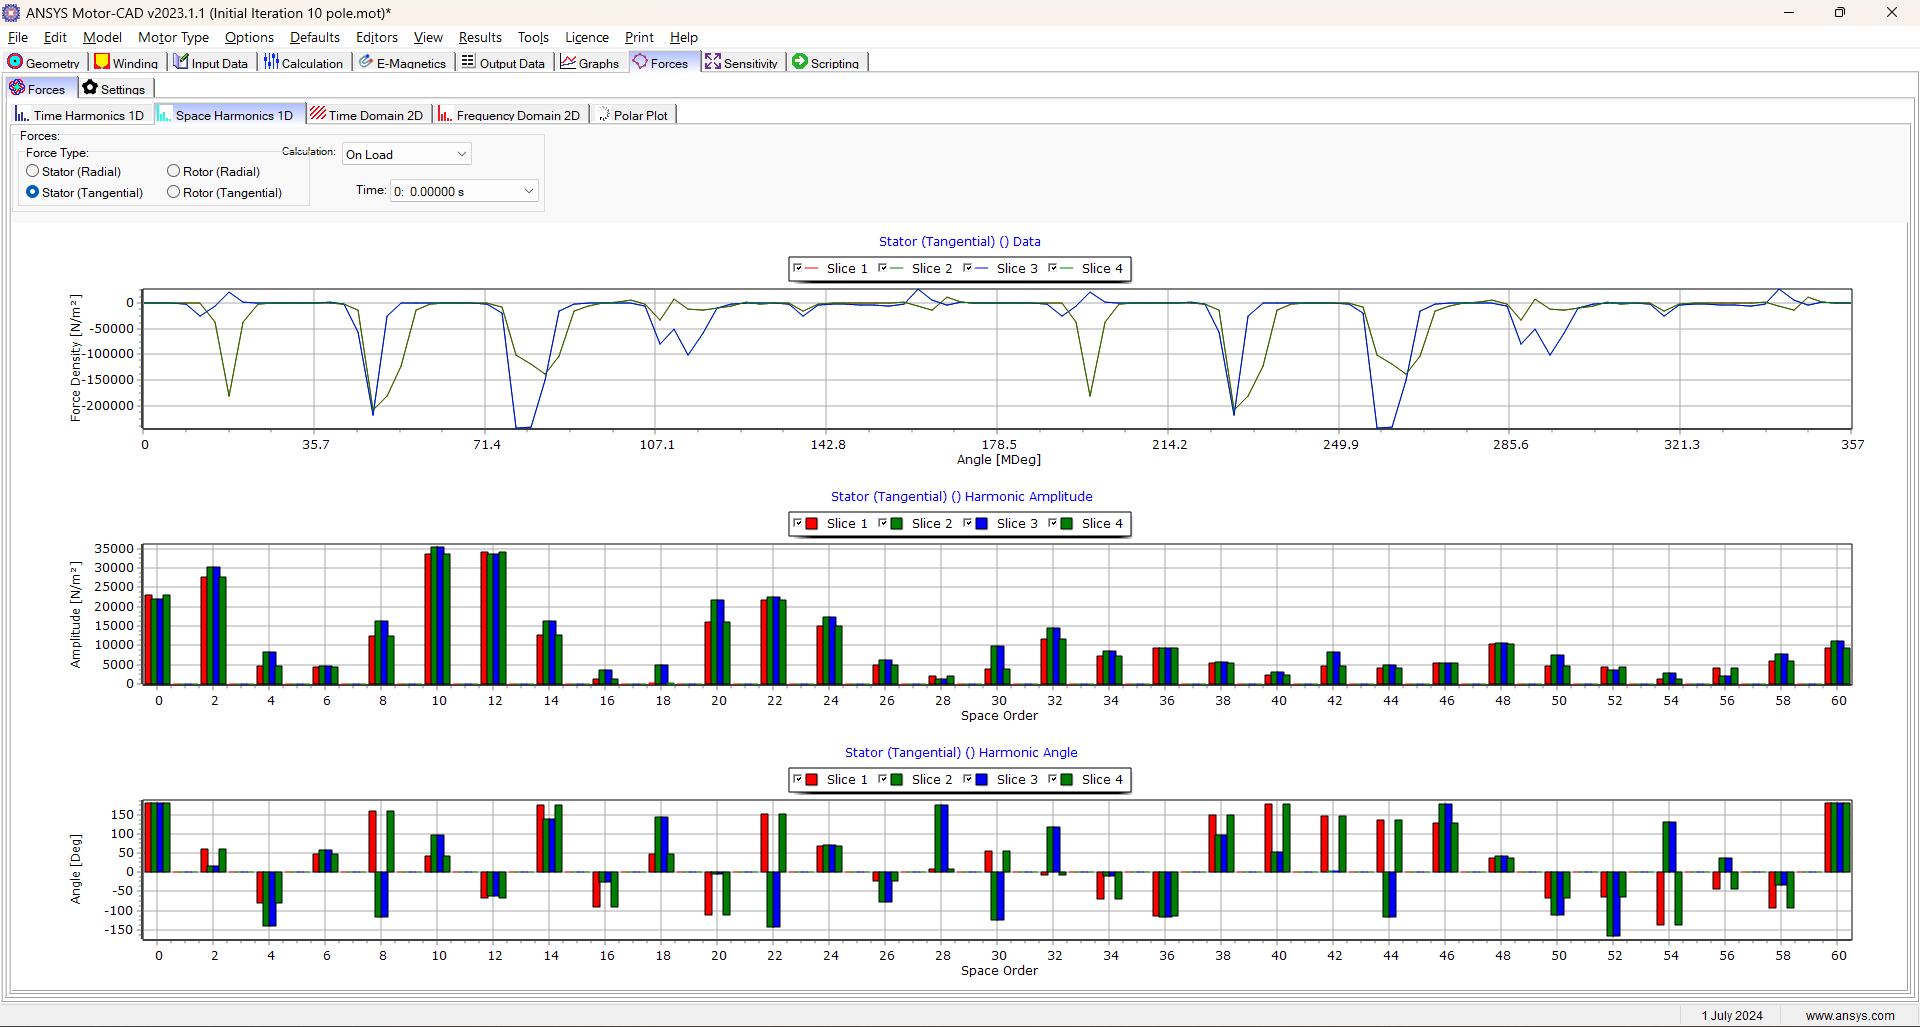 ANSYS Motor-CAD v2023.1.1 (Initial Iteration 10 pole.mot)*
File Edit Model Motor Type Options Defaults Editors View Results Tools Licence Print Help
Geometry Winding Input Data Calculation E-Magnetics Output Data Graphs Forces Sensitivity Scripting
Forces Settings
Time Harmonics 1D Space Harmonics 1D Time Domain 2D Frequency Domain 2D Polar Plot
Forces:
Force Type: Calculation: On Load
Stator (Radial) Rotor (Radial)
Stator (Tangential) Rotor (Tangential) Time: 0: 0.00000 s
Stator (Tangential) () Data
Slice 1 Slice 2 Slice 3 Slice 4
Force Density [N/m²]
0
-50000
-100000
-150000
-200000
0 35.7 71.4 107.1 142.8 178.5 214.2 249.9 285.6 321.3 357
Angle [MDeg]
Stator (Tangential) () Harmonic Amplitude
Slice 1 Slice 2 Slice 3 Slice 4
Amplitude [N/m²]
35000
30000
25000
20000
15000
10000
5000
0
0 2 4 6 8 10 12 14 16 18 20 22 24 26 28 30 32 34 36 38 40 42 44 46 48 50 52 54 56 58 60
Space Order
Stator (Tangential) () Harmonic Angle
Slice 1 Slice 2 Slice 3 Slice 4
Angle [Deg]
150
100
50
0
-50
-100
-150
0 2 4 6 8 10 12 14 16 18 20 22 24 26 28 30 32 34 36 38 40 42 44 46 48 50 52 54 56 58 60
Space Order
1 July 2024 www.ansys.com